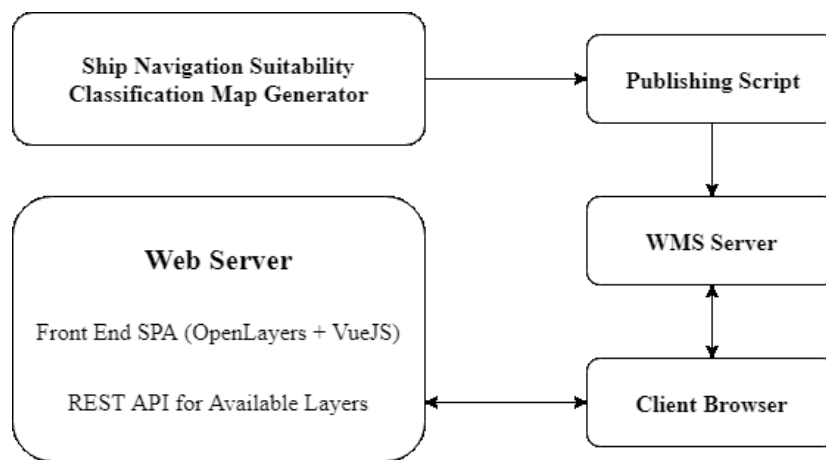 Ship Navigation Suitability
Classification Map Generator
Publishing Script
Web Server
Front End SPA (OpenLayers + VueJS)
REST API for Available Layers
WMS Server
Client Browser